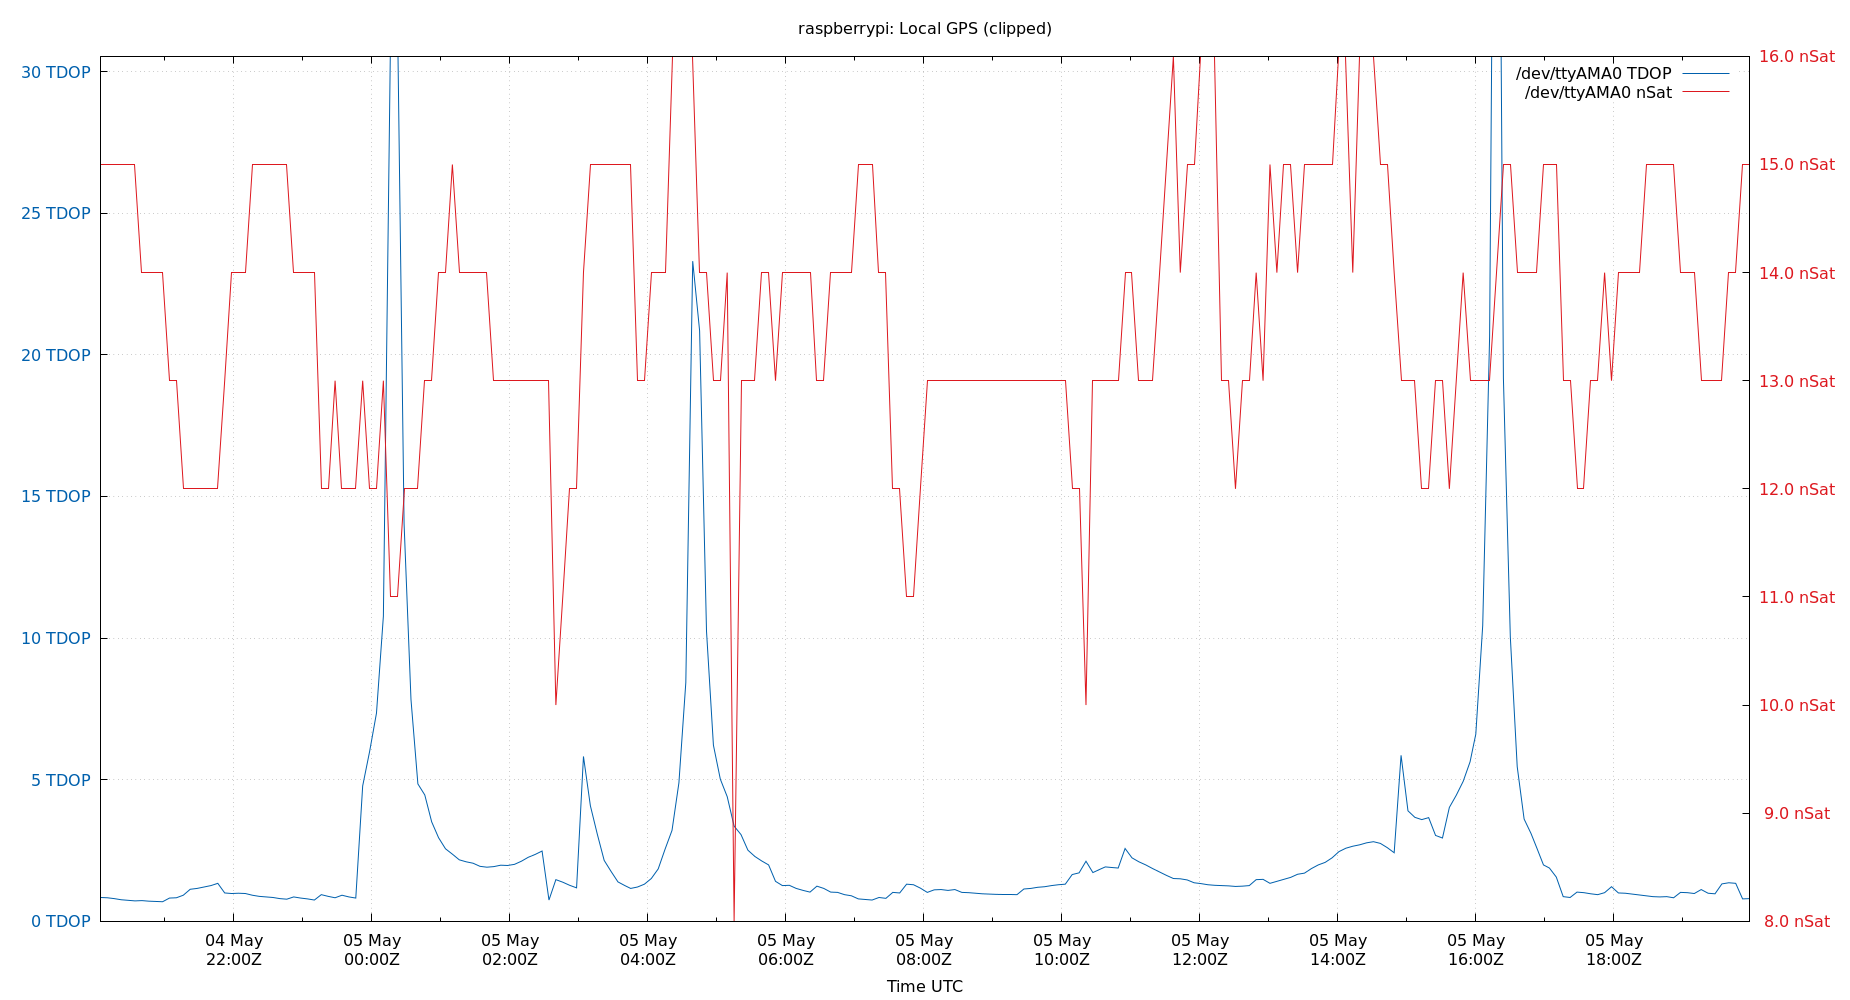 raspberrypi: Local GPS (clipped)
30 TDOP
25 TDOP
20 TDOP
15 TDOP
10 TDOP
5 TDOP
0 TDOP
16.0 nSat
15.0 nSat
14.0 nSat
13.0 nSat
12.0 nSat
11.0 nSat
10.0 nSat
9.0 nSat
8.0 nSat
/dev/ttyAMA0 TDOP
/dev/ttyAMA0 nSat
04 May
22:00Z
05 May
00:00Z
05 May
02:00Z
05 May
04:00Z
05 May
06:00Z
05 May
08:00Z
05 May
10:00Z
05 May
12:00Z
05 May
14:00Z
05 May
16:00Z
05 May
18:00Z
Time UTC